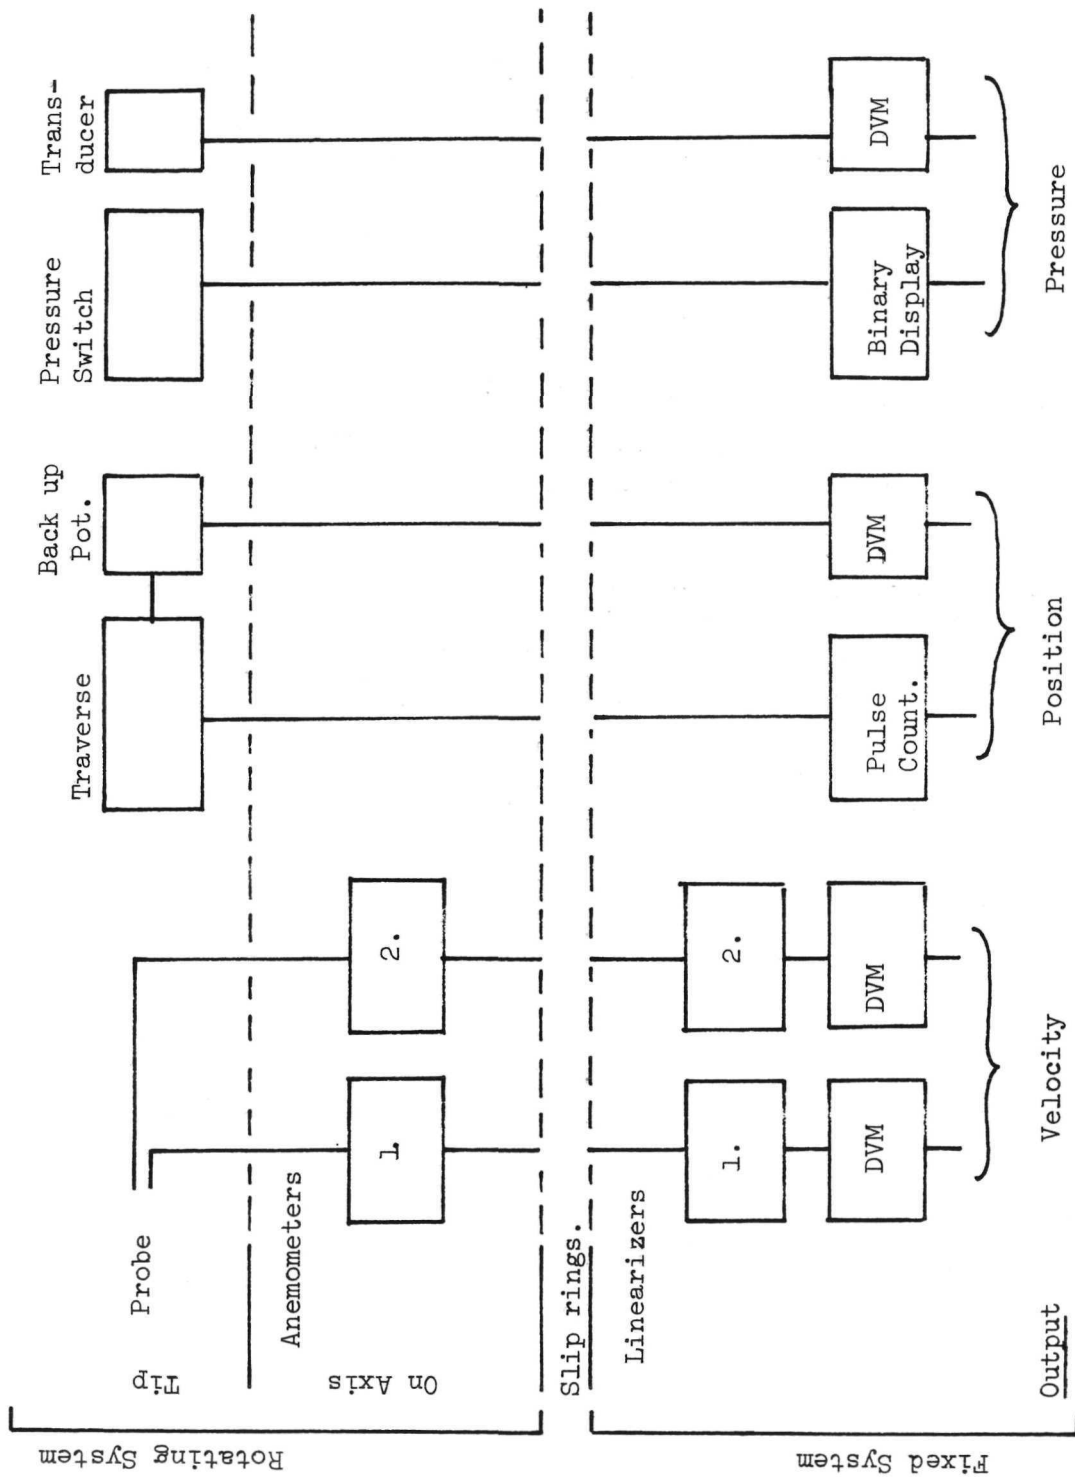 Rotating System
Tip
Probe
Traverse
Back up
Pot.
Pressure
Switch
Trans-
ducer
On Axis
Anemometers
1.
2.
Slip rings.
Fixed System
Linearizers
1.
2.
DVM
DVM
Pulse
Count.
DVM
Binary
Display
DVM
Output
Velocity
Position
Pressure